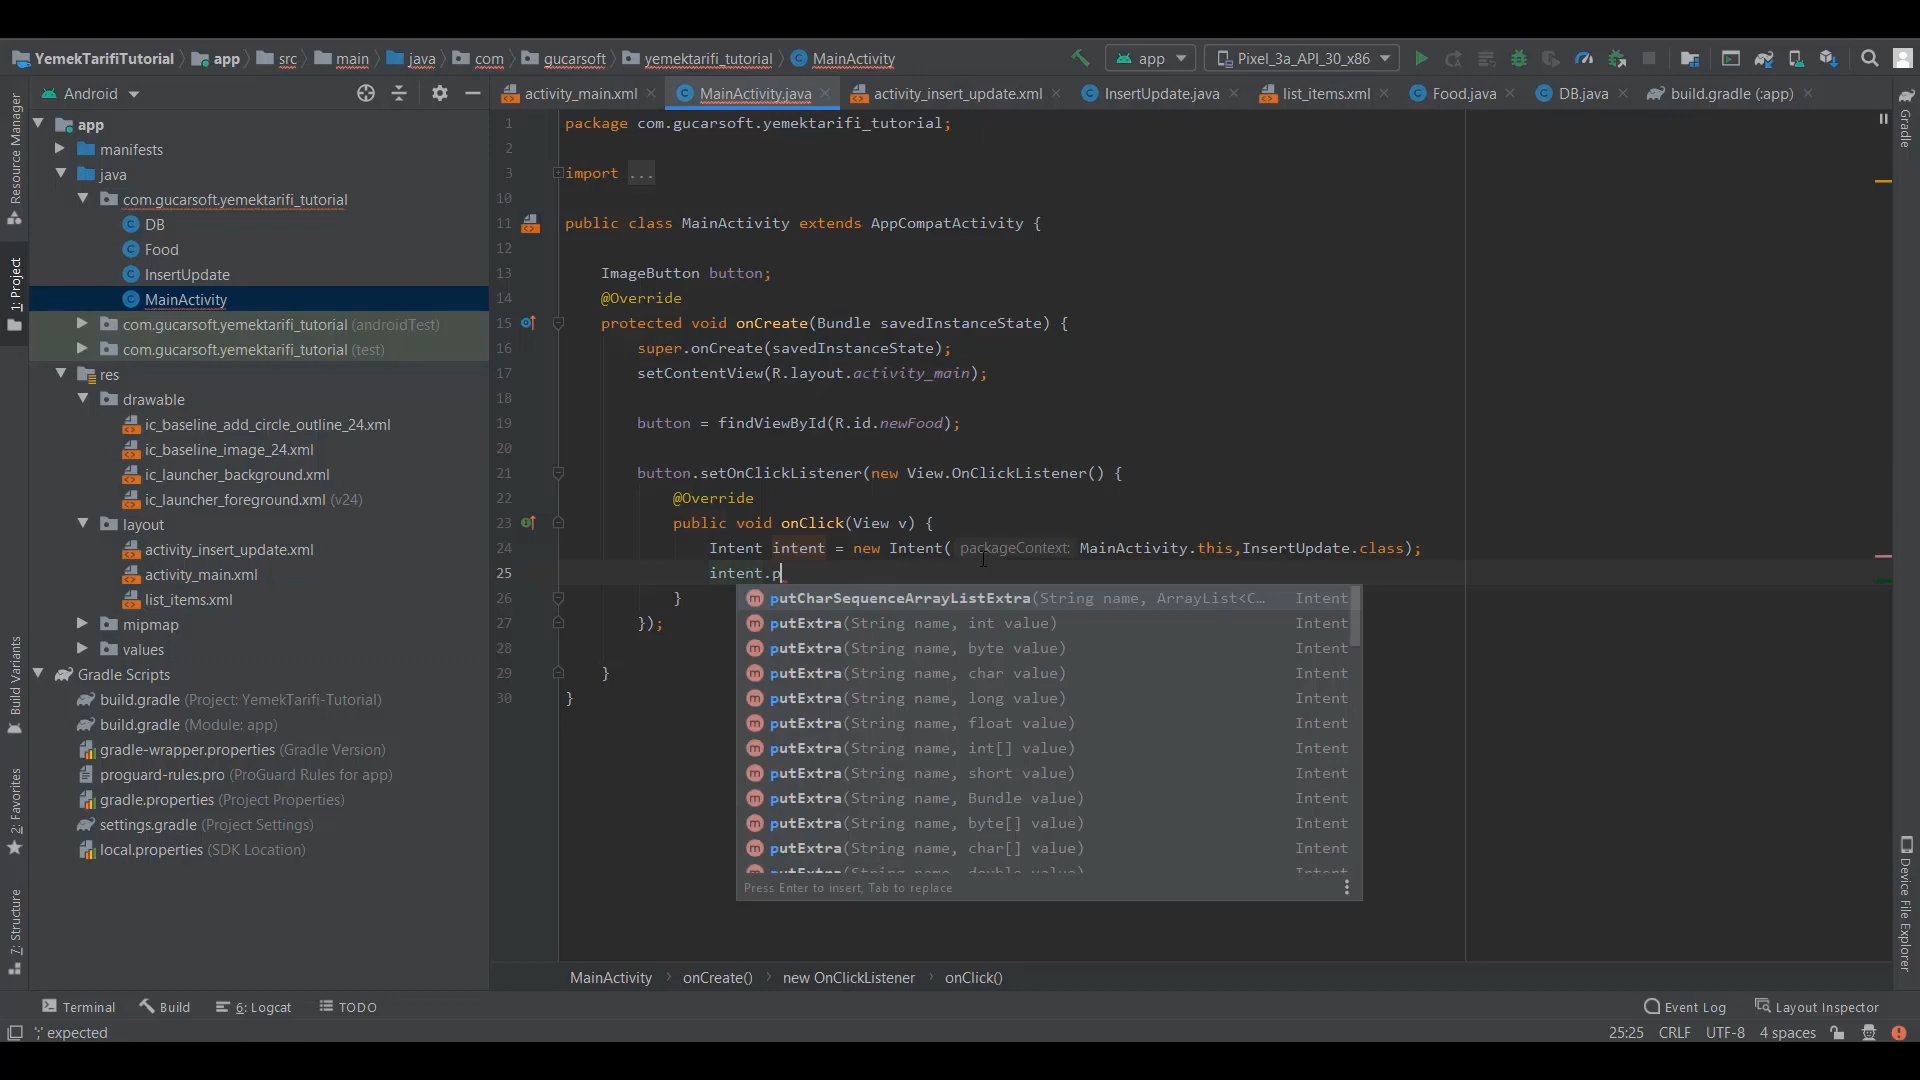 YemekTarifiTutorial app src main java com gucarsoft yemektarifi_tutorial MainActivity app Pixel_3a_API_30_x86
Android
activity_main.xml MainActivity.java activity_insert_update.xml InsertUpdate.java list_items.xml Food.java DB.java build.gradle (:app)
Resource Manager
1: Project
Build Variants
2: Favorites
7: Structure
app
manifests
java
com.gucarsoft.yemektarifi_tutorial
DB
Food
InsertUpdate
MainActivity
com.gucarsoft.yemektarifi_tutorial (androidTest)
com.gucarsoft.yemektarifi_tutorial (test)
res
drawable
ic_baseline_add_circle_outline_24.xml
ic_baseline_image_24.xml
ic_launcher_background.xml
ic_launcher_foreground.xml (v24)
layout
activity_insert_update.xml
activity_main.xml
list_items.xml
mipmap
values
Gradle Scripts
build.gradle (Project: YemekTarifi-Tutorial)
build.gradle (Module: app)
gradle-wrapper.properties (Gradle Version)
proguard-rules.pro (ProGuard Rules for app)
gradle.properties (Project Properties)
settings.gradle (Project Settings)
local.properties (SDK Location)
1 package com.gucarsoft.yemektarifi_tutorial;
2
3 import ...
10
11 public class MainActivity extends AppCompatActivity {
12
13 ImageButton button;
14 @Override
15 protected void onCreate(Bundle savedInstanceState) {
16 super.onCreate(savedInstanceState);
17 setContentView(R.layout.activity_main);
18
19 button = findViewById(R.id.newFood);
20
21 button.setOnClickListener(new View.OnClickListener() {
22 @Override
23 public void onClick(View v) {
24 Intent intent = new Intent( packageContext: MainActivity.this,InsertUpdate.class);
25 intent.p
26 }
27 });
28
29 }
30 }
putCharSequenceArrayListExtra(String name, ArrayList<C... Intent
putExtra(String name, int value) Intent
putExtra(String name, byte value) Intent
putExtra(String name, char value) Intent
putExtra(String name, long value) Intent
putExtra(String name, float value) Intent
putExtra(String name, int[] value) Intent
putExtra(String name, short value) Intent
putExtra(String name, Bundle value) Intent
putExtra(String name, byte[] value) Intent
putExtra(String name, char[] value) Intent
putExtra(String name, double value) Intent
Press Enter to insert, Tab to replace
Gradle
Device File Explorer
MainActivity onCreate() new OnClickListener onClick()
Terminal Build 6: Logcat TODO Event Log Layout Inspector
';' expected 25:25 CRLF UTF-8 4 spaces